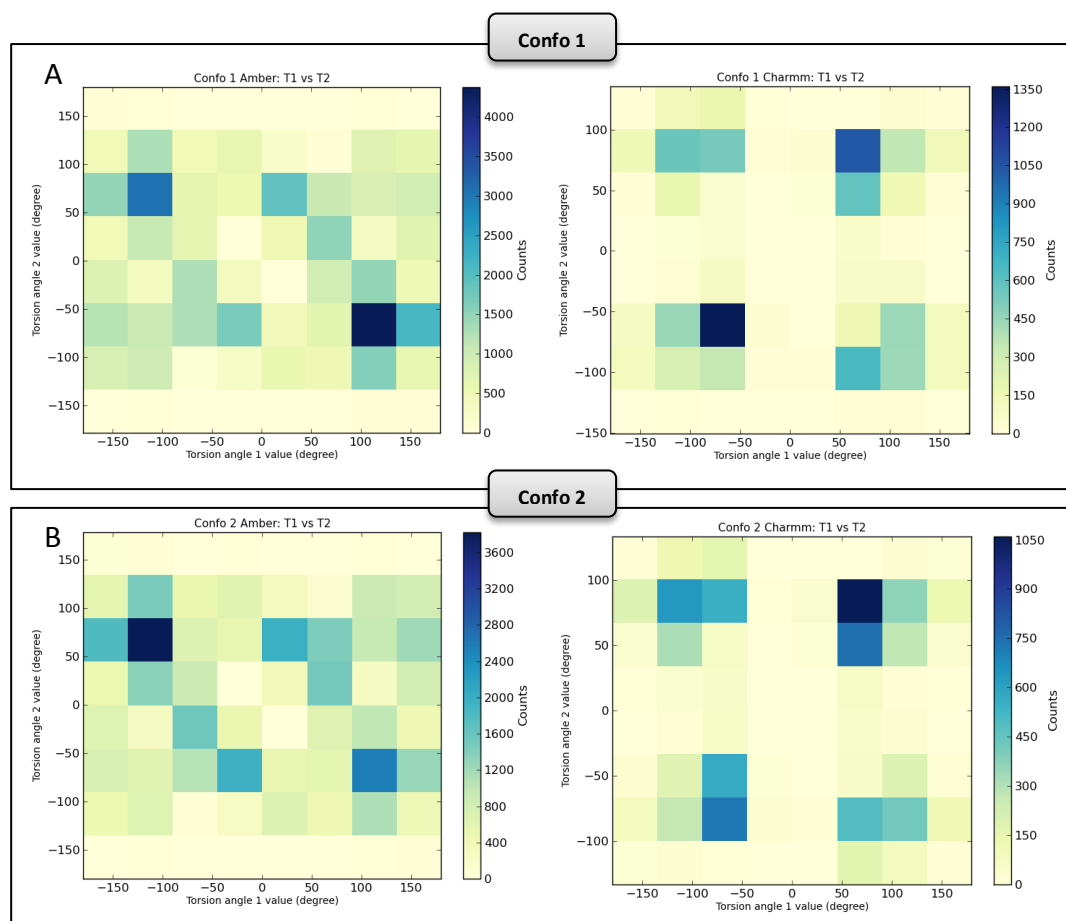 Confo 1
A
Confo 1 Amber: T1 vs T2
150
100
50
0
−50
−100
−150
Torsion angle 2 value (degree)
−150 −100 −50 0 50 100 150
Torsion angle 1 value (degree)
4000
3500
3000
2500
2000
1500
1000
500
0
Counts
Confo 1 Charmm: T1 vs T2
100
50
0
−50
−100
−150
Torsion angle 2 value (degree)
−150 −100 −50 0 50 100 150
Torsion angle 1 value (degree)
1350
1200
1050
900
750
600
450
300
150
0
Counts
Confo 2
B
Confo 2 Amber: T1 vs T2
150
100
50
0
−50
−100
−150
Torsion angle 2 value (degree)
−150 −100 −50 0 50 100 150
Torsion angle 1 value (degree)
3600
3200
2800
2400
2000
1600
1200
800
400
0
Counts
Confo 2 Charmm: T1 vs T2
100
50
0
−50
−100
Torsion angle 2 value (degree)
−150 −100 −50 0 50 100 150
Torsion angle 1 value (degree)
1050
900
750
600
450
300
150
0
Counts